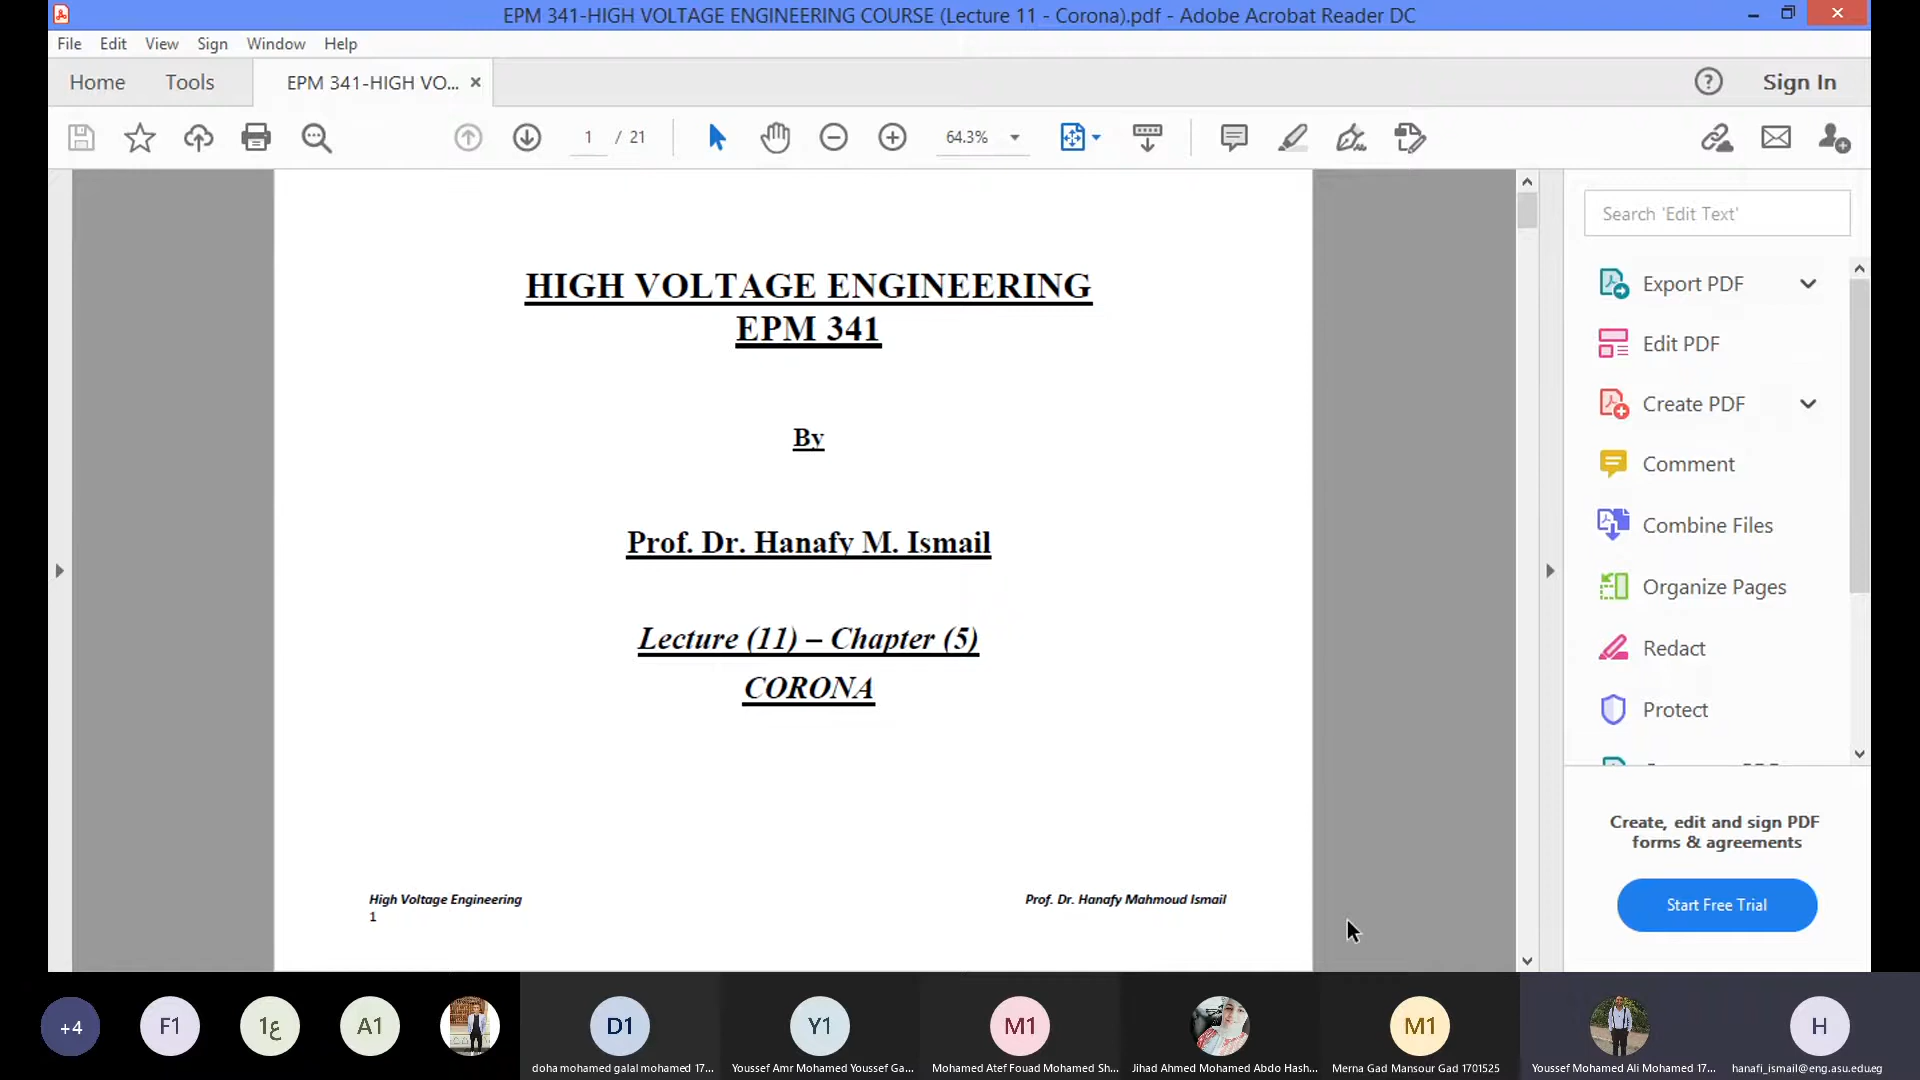 EPM 341-HIGH VOLTAGE ENGINEERING COURSE (Lecture 11 - Corona).pdf - Adobe Acrobat Reader DC
File Edit View Sign Window Help
Home Tools EPM 341-HIGH VO... × Sign In
1 / 21 64.3%
Search 'Edit Text'
HIGH VOLTAGE ENGINEERING
EPM 341
By
Prof. Dr. Hanafy M. Ismail
Lecture (11) – Chapter (5)
CORONA
High Voltage Engineering Prof. Dr. Hanafy Mahmoud Ismail
1
Export PDF
Edit PDF
Create PDF
Comment
Combine Files
Organize Pages
Redact
Protect
Create, edit and sign PDF
forms & agreements
Start Free Trial
+4 F1 ع1 A1 D1 Y1 M1 M1 H
doha mohamed galal mohamed 17... Youssef Amr Mohamed Youssef Ga... Mohamed Atef Fouad Mohamed Sh... Jihad Ahmed Mohamed Abdo Hash... Merna Gad Mansour Gad 1701525 Youssef Mohamed Ali Mohamed 17... hanafi_ismail@eng.asu.edu.eg